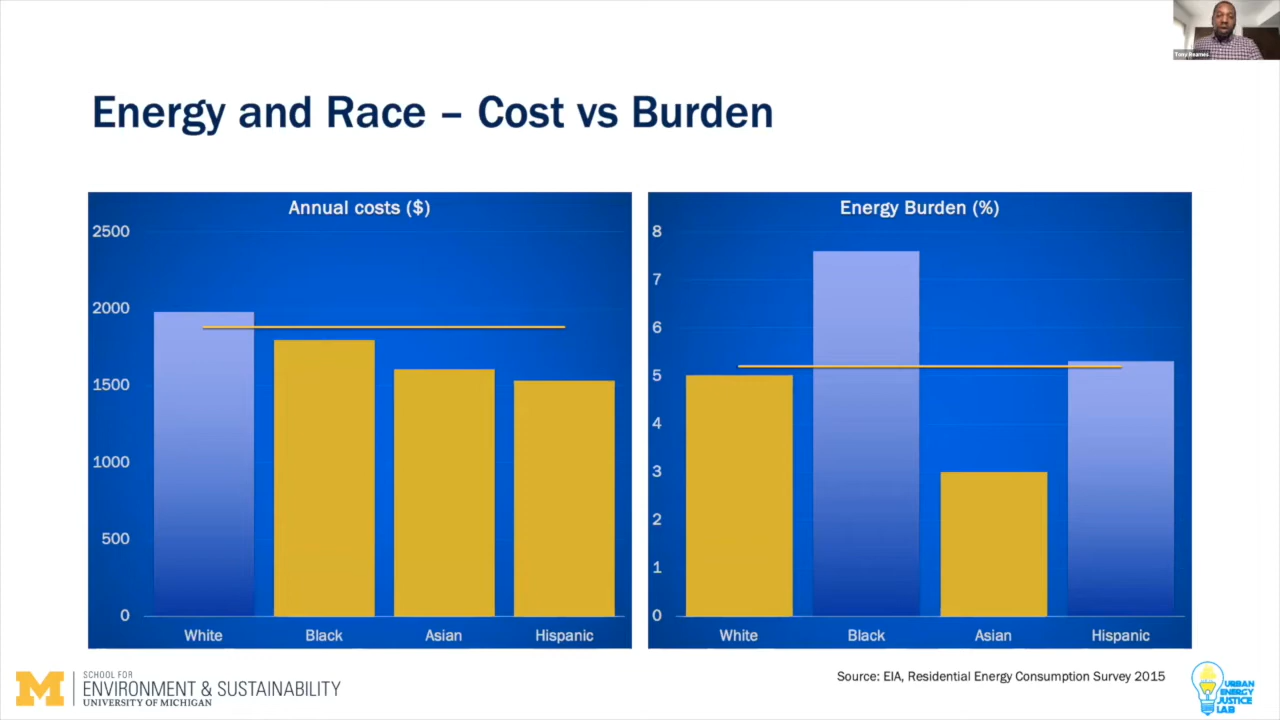 Tony Reames
Energy and Race – Cost vs Burden
Annual costs ($)
2500
2000
1500
1000
500
0
White Black Asian Hispanic
Energy Burden (%)
8
7
6
5
4
3
2
1
0
White Black Asian Hispanic
M
SCHOOL FOR
ENVIRONMENT & SUSTAINABILITY
UNIVERSITY OF MICHIGAN
Source: EIA, Residential Energy Consumption Survey 2015
URBAN
ENERGY
JUSTICE
LAB